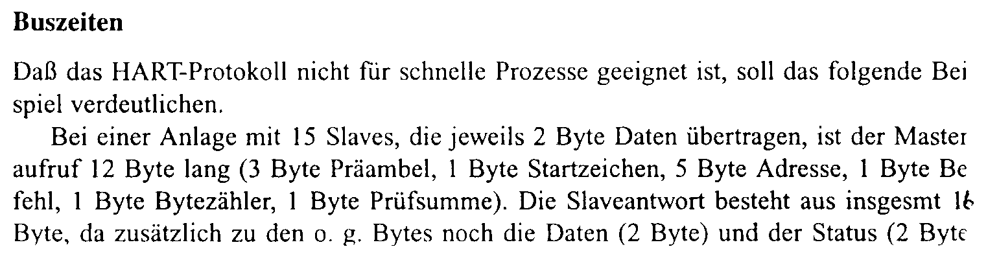 Buszeiten
Daß das HART-Protokoll nicht für schnelle Prozesse geeignet ist, soll das folgende Bei
spiel verdeutlichen.
Bei einer Anlage mit 15 Slaves, die jeweils 2 Byte Daten übertragen, ist der Master
aufruf 12 Byte lang (3 Byte Präambel, 1 Byte Startzeichen, 5 Byte Adresse, 1 Byte Be
fehl, 1 Byte Bytezähler, 1 Byte Prüfsumme). Die Slaveantwort besteht aus insgesmt 16
Byte, da zusätzlich zu den o. g. Bytes noch die Daten (2 Byte) und der Status (2 Byte